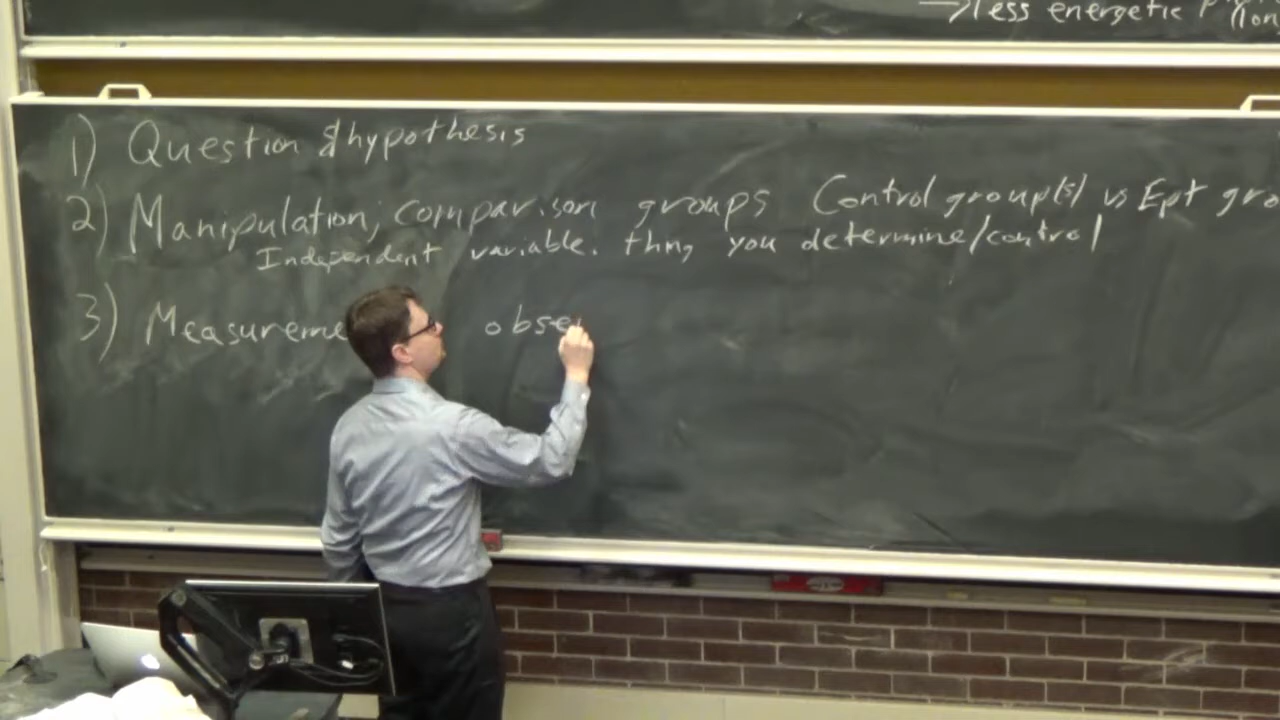 →less energetic
1) Question & hypothesis
2) Manipulation; comparison groups Control group(s) vs Ept gro
Independent variable. thing you determine/control
3) Measureme obse